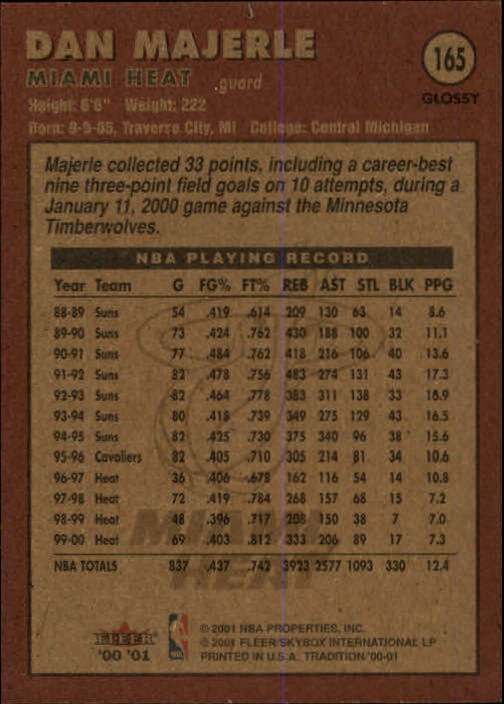 DAN MAJERLE
165
MIAMI HEAT guard
GLOSSY
Height: 6'6" Weight: 222
Born: 9-9-65, Traverse City, MI College: Central Michigan
Majerle collected 33 points, including a career-best
nine three-point field goals on 10 attempts, during a
January 11, 2000 game against the Minnesota
Timberwolves.
NBA PLAYING RECORD
Year Team G FG% FT% REB AST STL BLK PPG
88-89 Suns 54 .419 .614 209 130 63 14 8.6
89-90 Suns 73 .424 .762 430 188 100 32 11.1
90-91 Suns 77 .484 .762 418 216 106 40 13.6
91-92 Suns 82 .478 .756 483 274 131 43 17.3
92-93 Suns 82 .464 .778 383 311 138 33 16.9
93-94 Suns 80 .418 .739 349 275 129 43 16.5
94-95 Suns 82 .425 .730 375 340 96 38 15.6
95-96 Cavaliers 82 .405 .710 305 214 81 34 10.6
96-97 Heat 36 .406 .678 162 116 54 14 10.8
97-98 Heat 72 .419 .784 268 157 68 15 7.2
98-99 Heat 48 .396 .717 208 150 38 7 7.0
99-00 Heat 69 .403 .812 333 206 89 17 7.3
NBA TOTALS 837 .437 .742 3923 2577 1093 330 12.4
MIAMI
HEAT
FLEER
'00 '01
© 2001 NBA PROPERTIES, INC.
© 2001 FLEER/SKYBOX INTERNATIONAL LP
PRINTED IN U.S.A. TRADITION'00-01